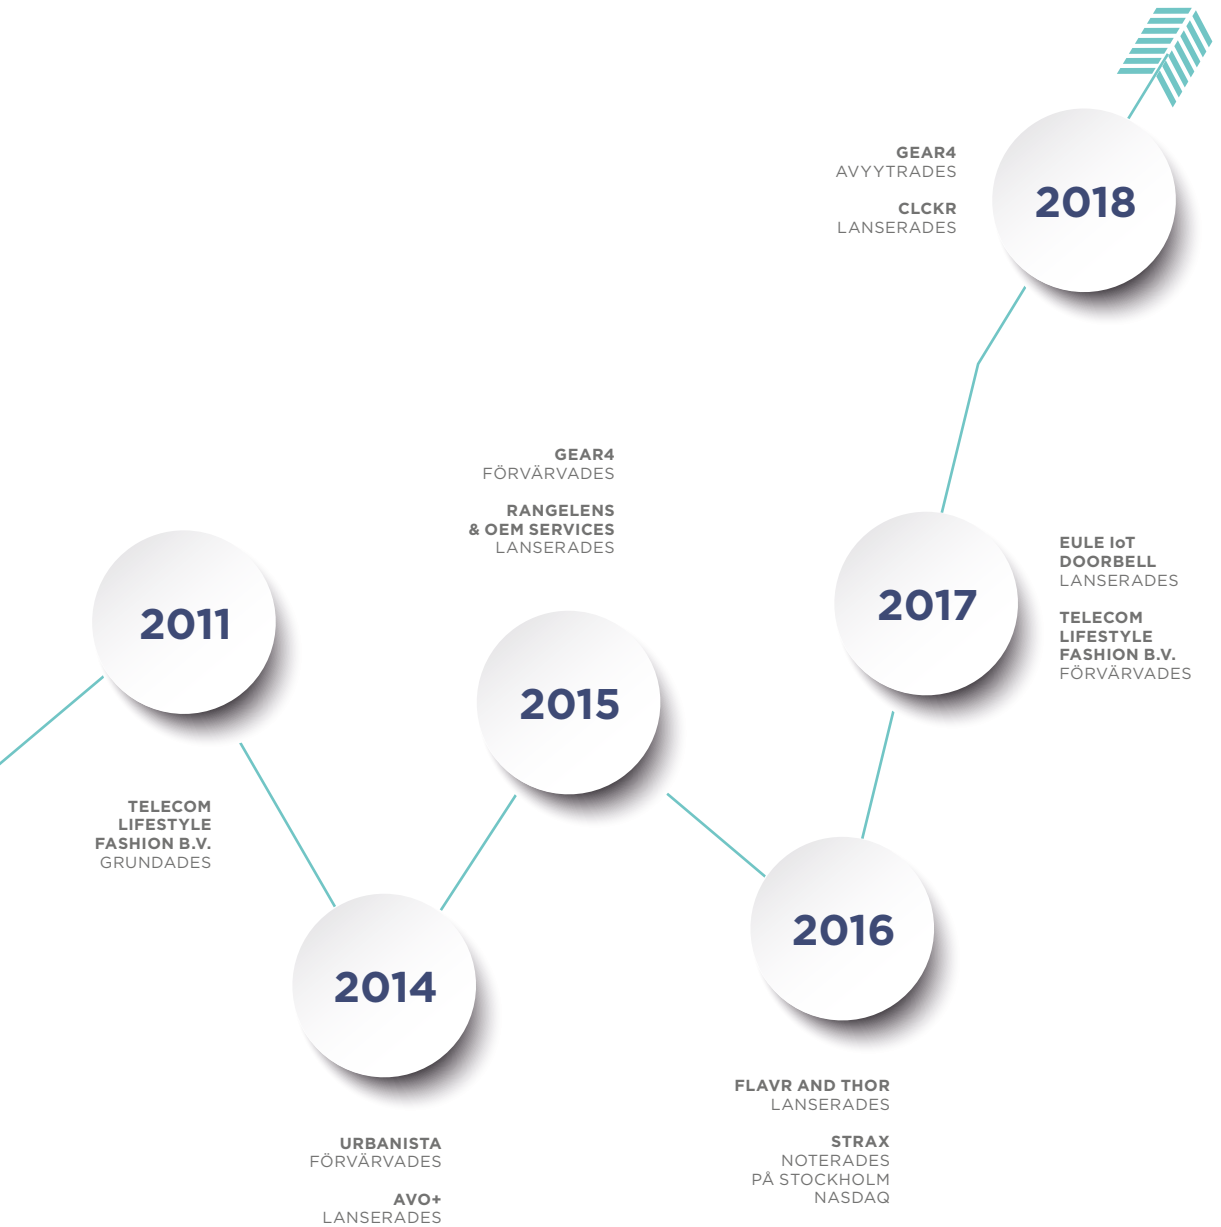 2011
TELECOM
LIFESTYLE
FASHION B.V.
GRUNDADES
2014
URBANISTA
FÖRVÄRVADES
AVO+
LANSERADES
GEAR4
FÖRVÄRVADES
RANGELENS
& OEM SERVICES
LANSERADES
2015
2016
FLAVR AND THOR
LANSERADES
STRAX
NOTERADES
PÅ STOCKHOLM
NASDAQ
2017
EULE IoT
DOORBELL
LANSERADES
TELECOM
LIFESTYLE
FASHION B.V.
FÖRVÄRVADES
GEAR4
AVYYTRADES
CLCKR
LANSERADES
2018